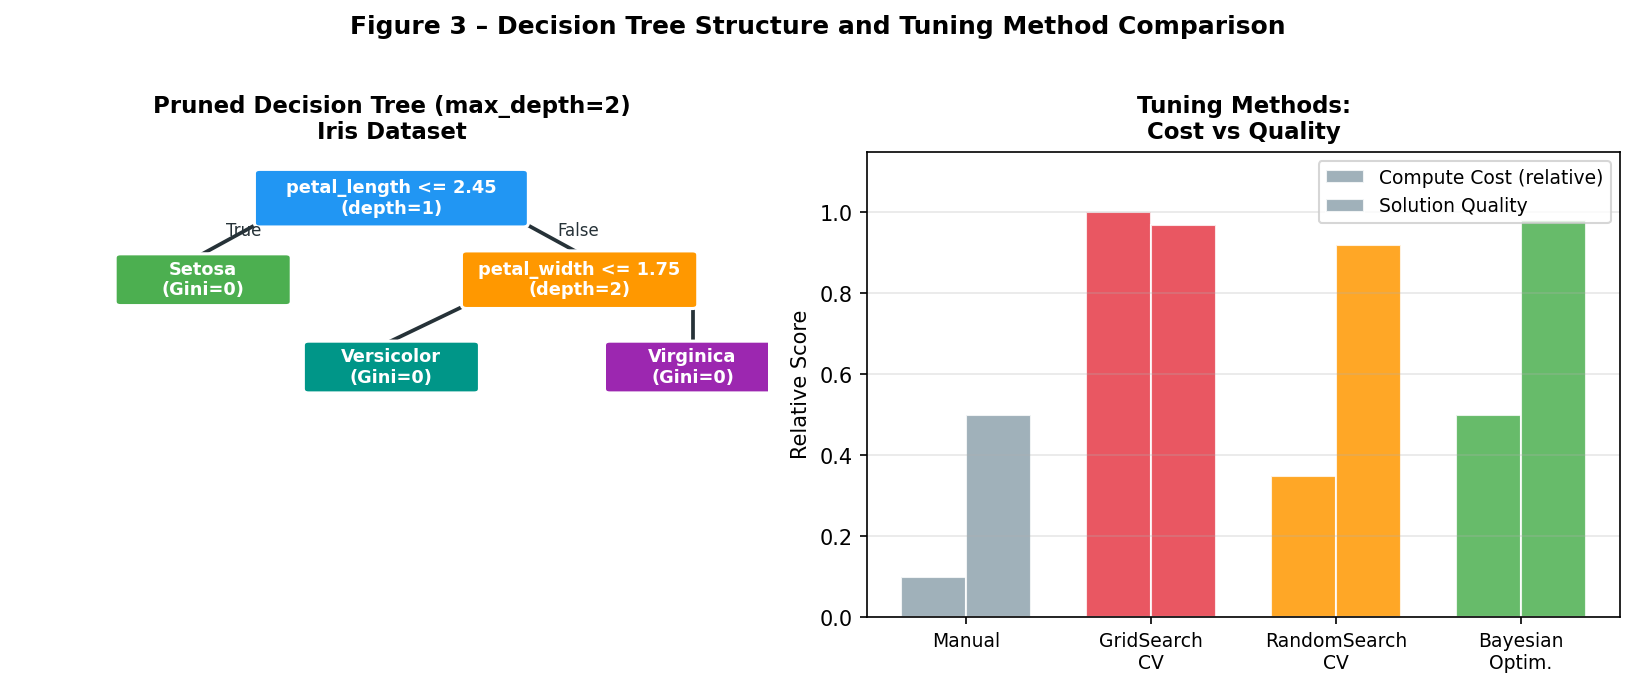 Figure 3 – Decision Tree Structure and Tuning Method Comparison
Pruned Decision Tree (max_depth=2)
Iris Dataset
petal_length <= 2.45
(depth=1)
True
False
Setosa
(Gini=0)
petal_width <= 1.75
(depth=2)
Versicolor
(Gini=0)
Virginica
(Gini=0)
Tuning Methods:
Cost vs Quality
Compute Cost (relative)
Solution Quality
Relative Score
1.0
0.8
0.6
0.4
0.2
0.0
Manual
GridSearch
CV
RandomSearch
CV
Bayesian
Optim.